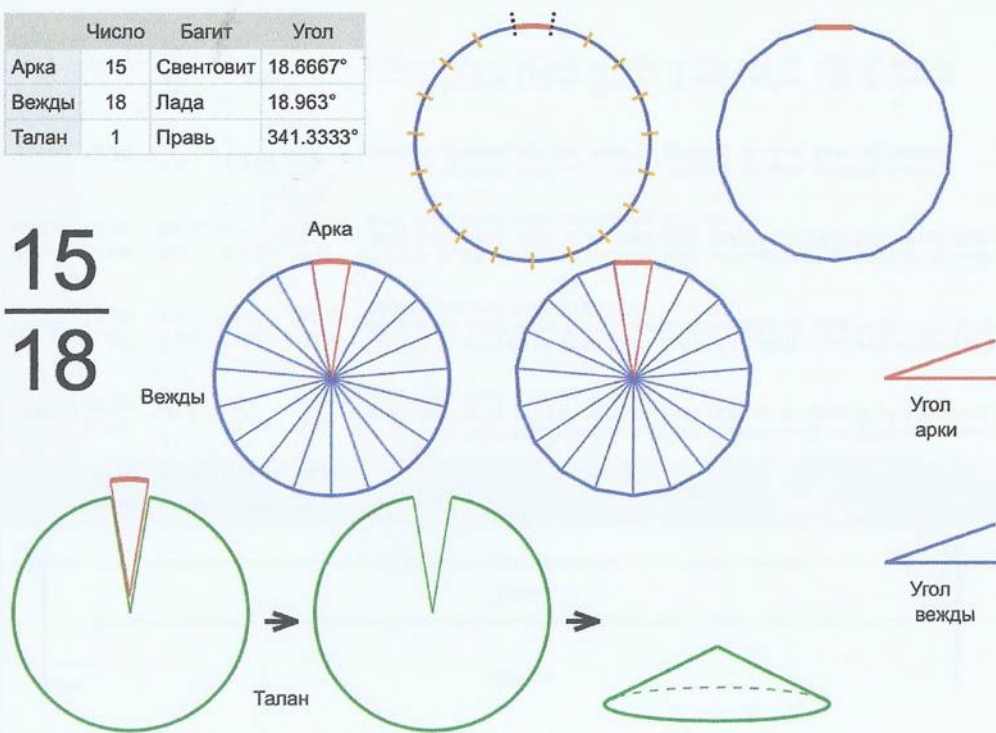 Число Багит Угол
Арка 15 Свентовит 18.6667°
Вежды 18 Лада 18.963°
Талан 1 Правь 341.3333°
15
18
Арка
Вежды
Угол
арки
Угол
вежды
Талан